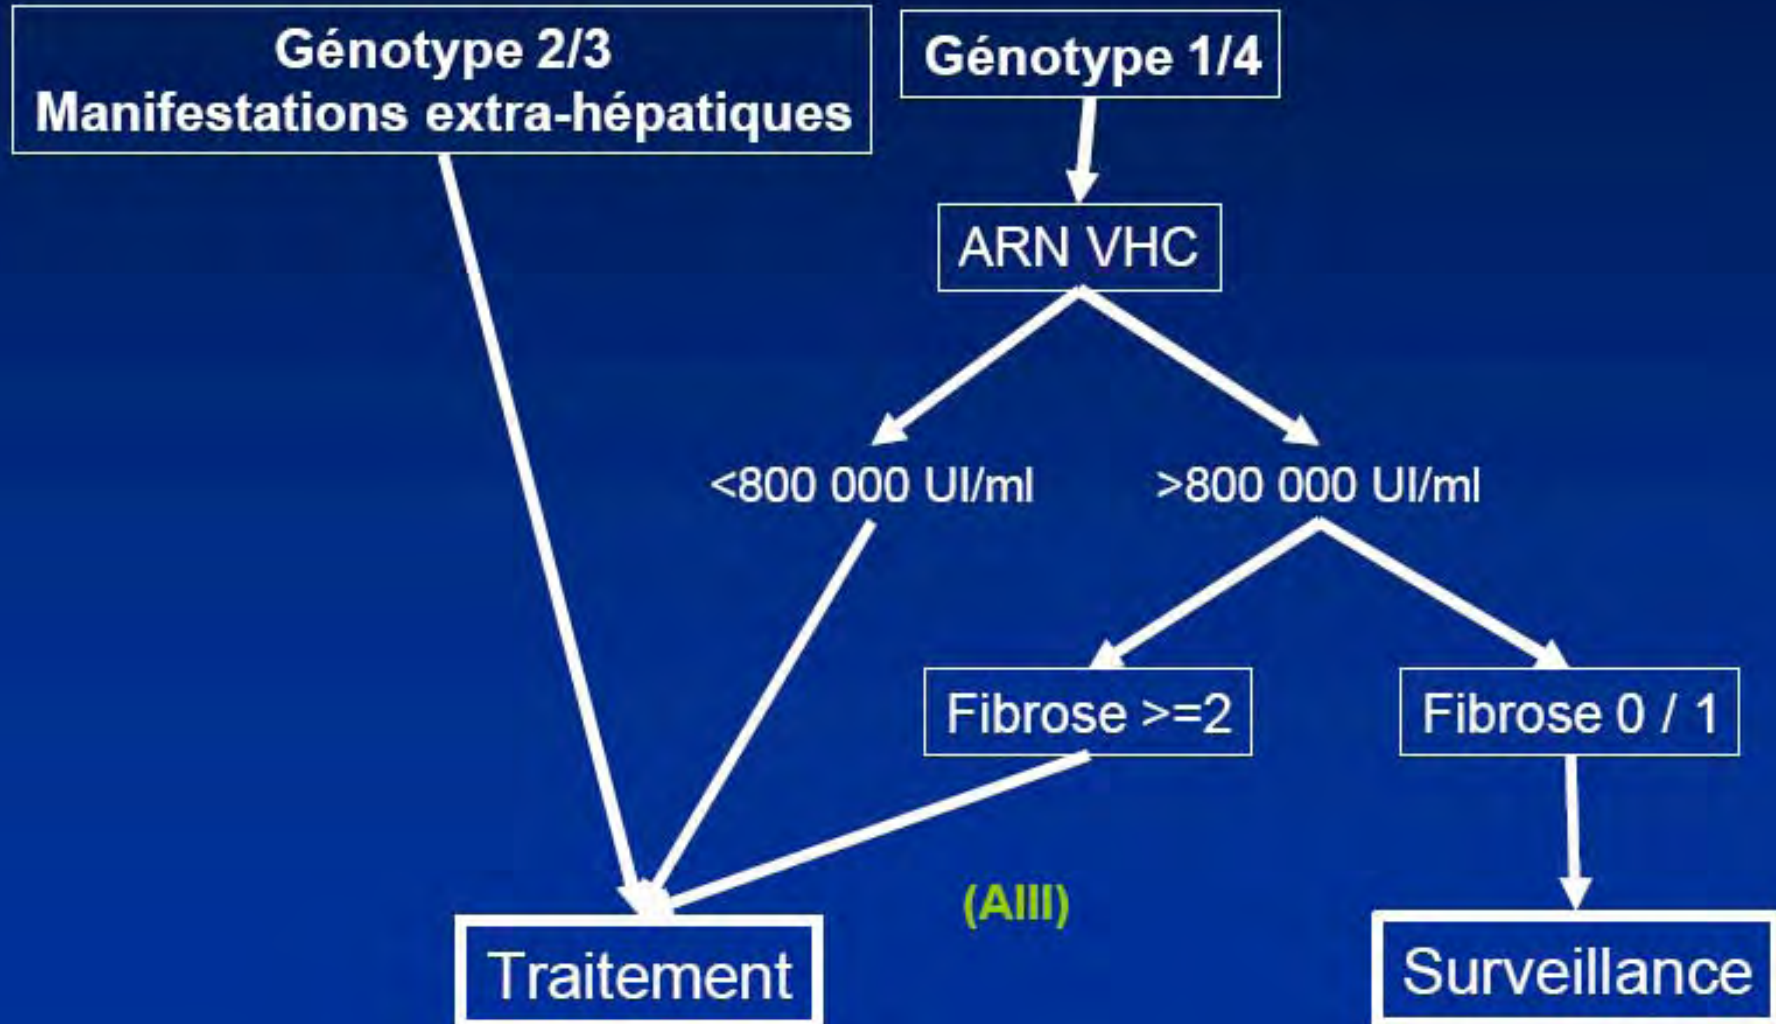 Génotype 2/3
Manifestations extra-hépatiques
Génotype 1/4
ARN VHC
<800 000 UI/ml
>800 000 UI/ml
Fibrose >=2
Fibrose 0 / 1
(AIII)
Traitement
Surveillance